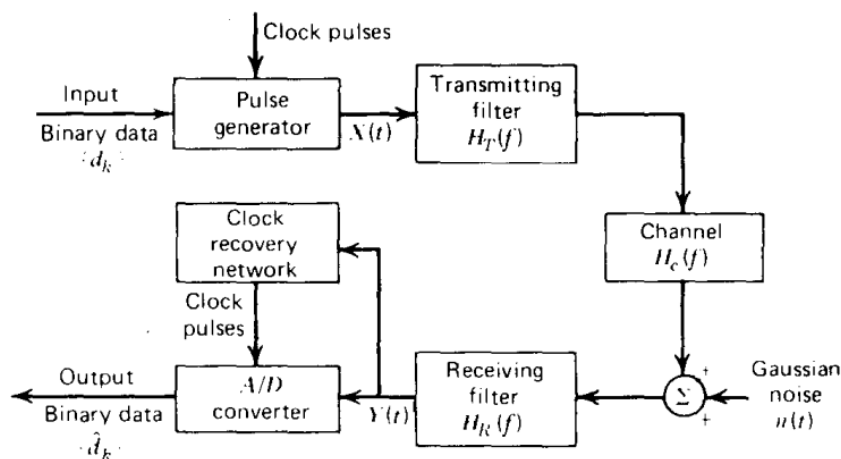 Clock pulses
Input
Binary data
{d_k}
Pulse
generator
X(t)
Transmitting
filter
H_T(f)
Channel
H_c(f)
Clock
recovery
network
Clock
pulses
Output
Binary data
d̂_k
A/D
converter
Y(t)
Receiving
filter
H_R(f)
Σ
+
+
Gaussian
noise
n(t)